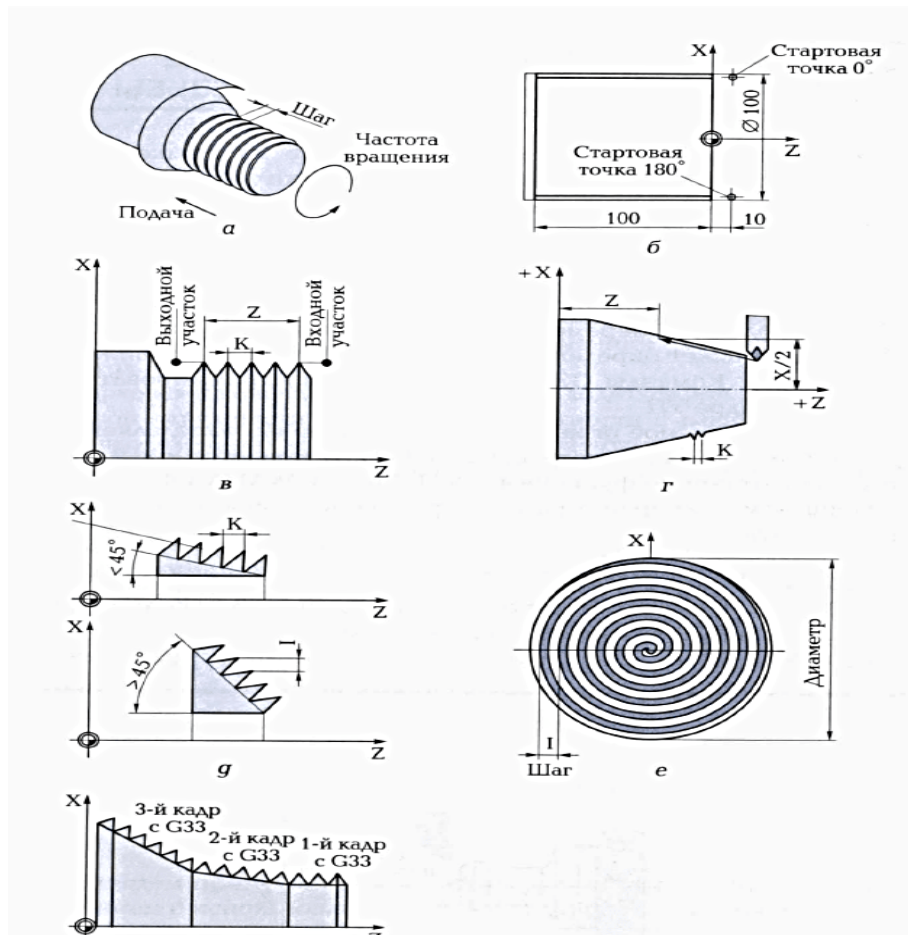 Шаг
Частота
вращения
Подача
а
X
Стартовая
точка 0°
Ø 100
Z
Стартовая
точка 180°
100
10
б
X
Выходной
участок
Z
K
Входной
участок
Z
в
+X
Z
X/2
+Z
K
г
X
K
<45°
Z
X
>45°
I
Z
д
X
Диаметр
I
Шаг
е
X
3-й кадр
с G33
2-й кадр
с G33
1-й кадр
с G33
Z